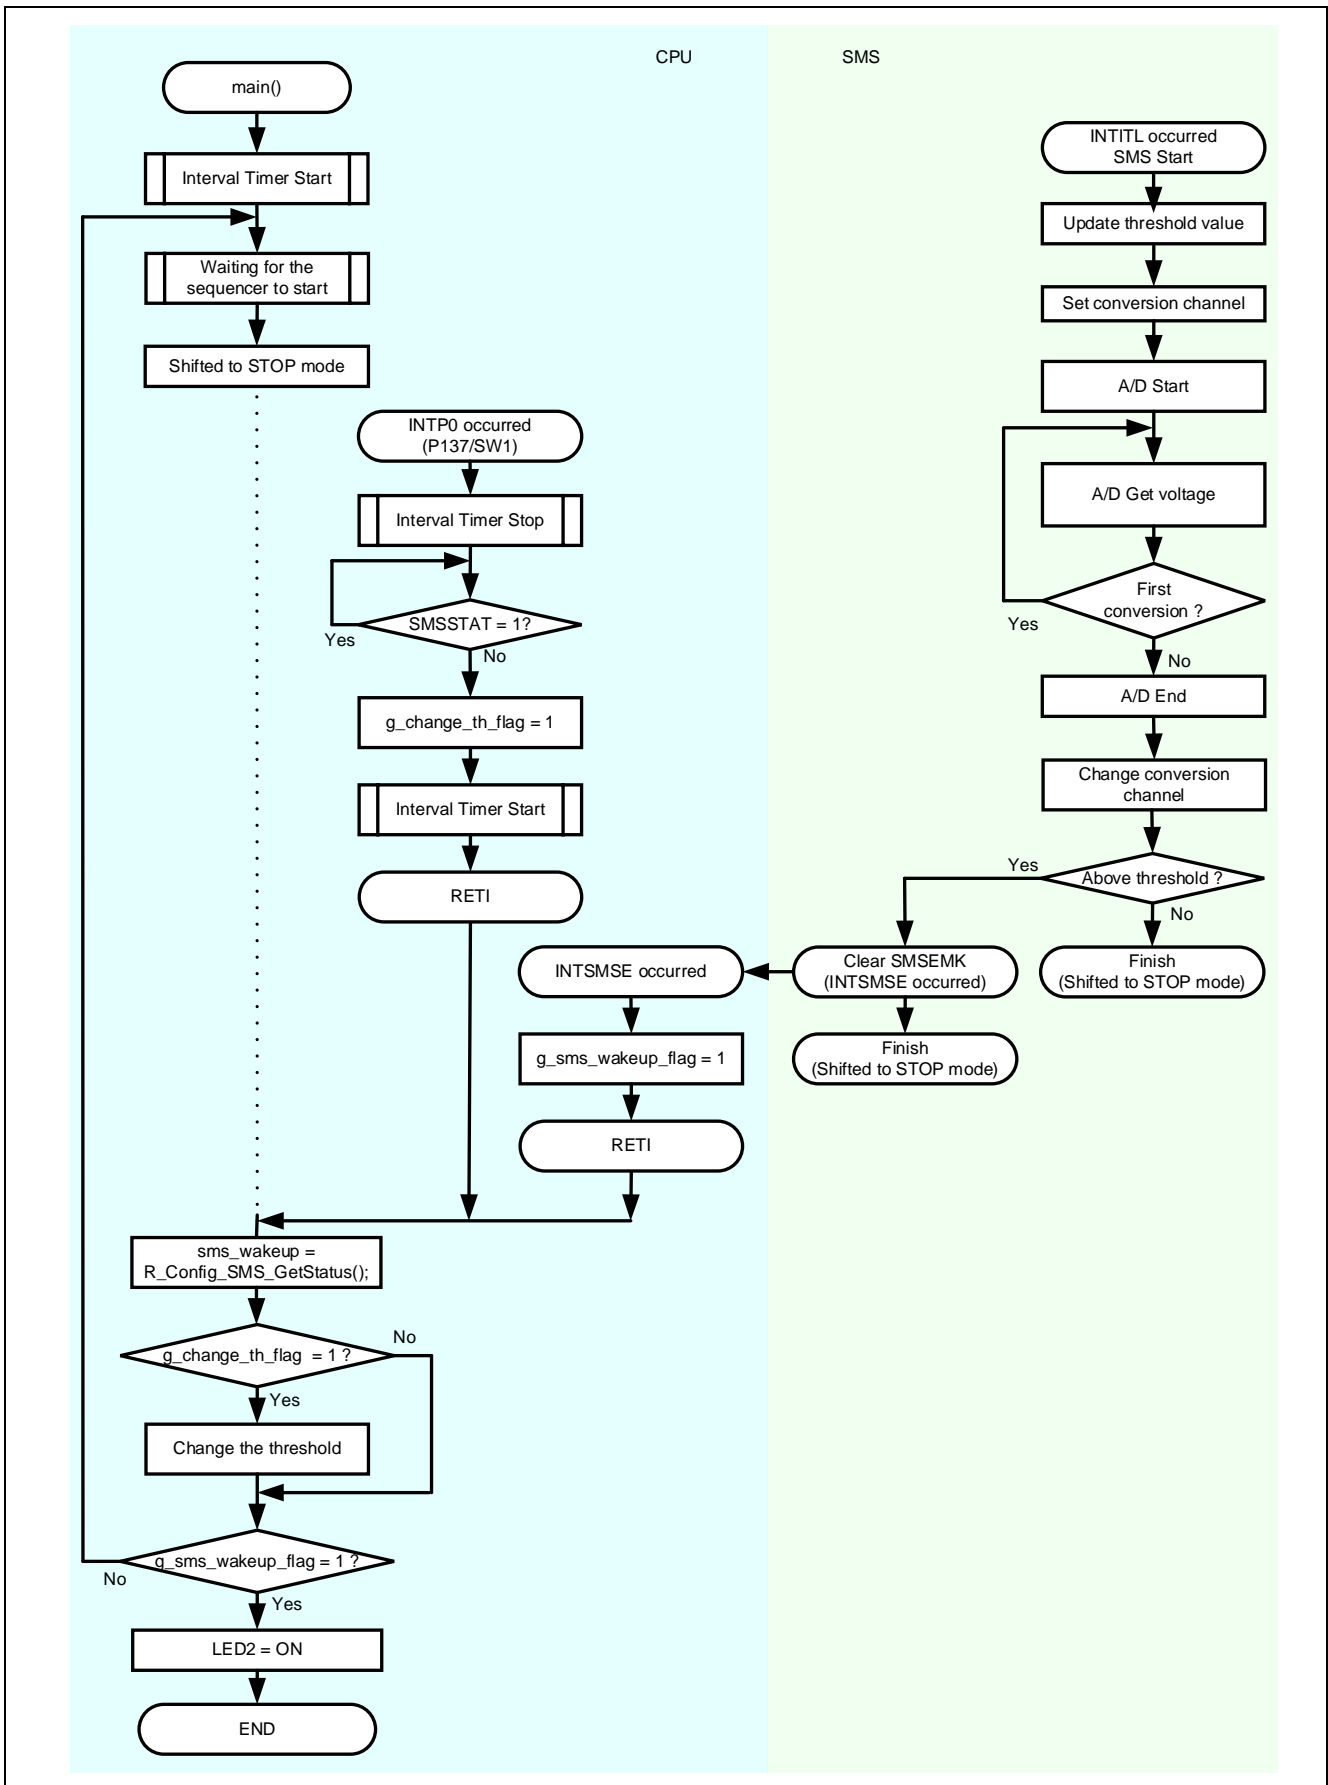 CPU
SMS
main()
Interval Timer Start
Waiting for the
sequencer to start
Shifted to STOP mode
INTP0 occurred
(P137/SW1)
Interval Timer Stop
SMSSTAT = 1?
Yes
No
g_change_th_flag = 1
Interval Timer Start
RETI
INTSMSE occurred
g_sms_wakeup_flag = 1
RETI
sms_wakeup =
R_Config_SMS_GetStatus();
g_change_th_flag  = 1 ?
No
Yes
Change the threshold
g_sms_wakeup_flag = 1 ?
No
Yes
LED2 = ON
END
INTITL occurred
SMS Start
Update threshold value
Set conversion channel
A/D Start
A/D Get voltage
First
conversion ?
Yes
No
A/D End
Change conversion
channel
Above threshold ?
Yes
No
Clear SMSEMK
(INTSMSE occurred)
Finish
(Shifted to STOP mode)
Finish
(Shifted to STOP mode)